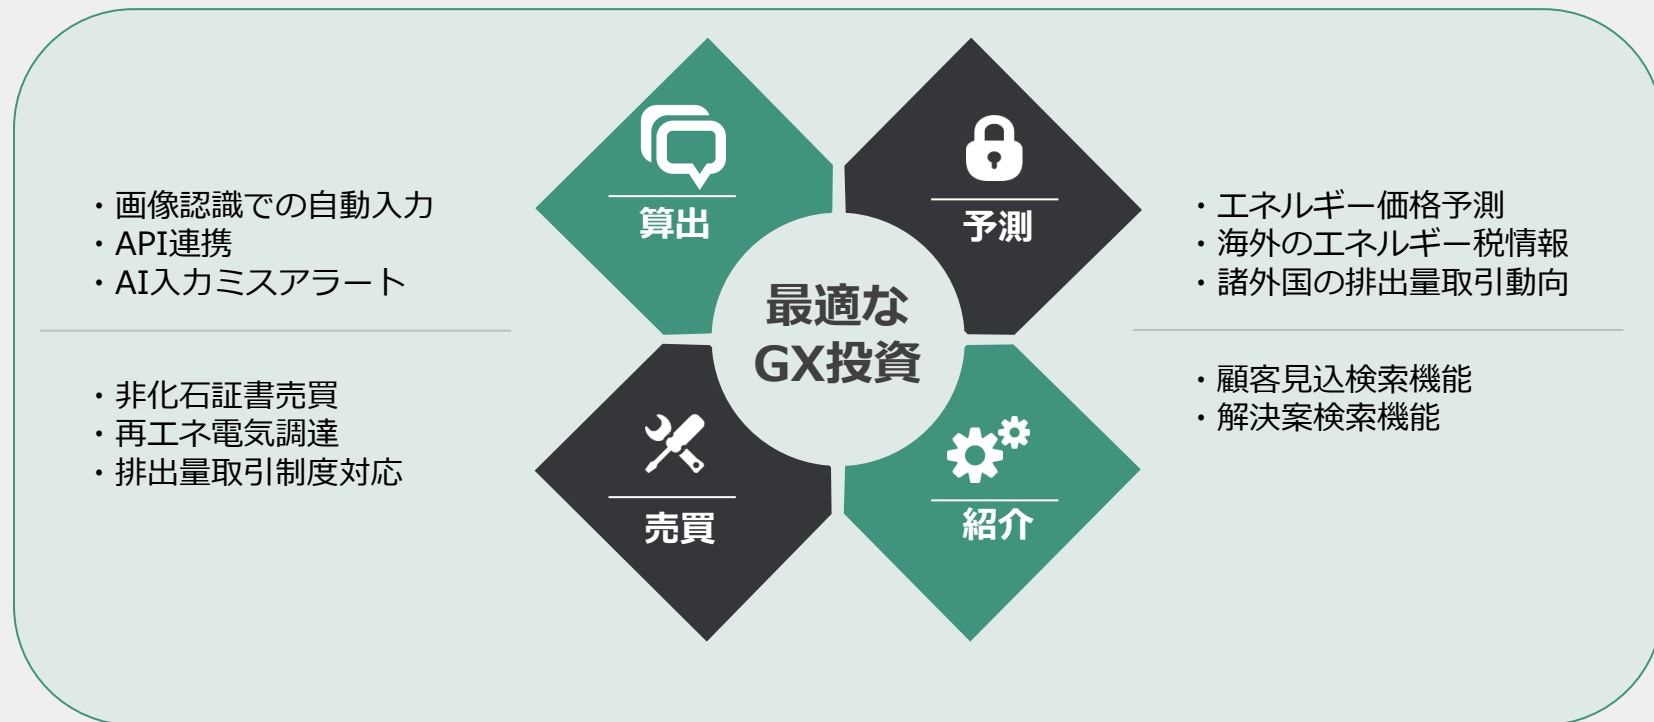 算出
・画像認識での自動入力
・API連携
・AI入力ミスアラート
予測
・エネルギー価格予測
・海外のエネルギー税情報
・諸外国の排出量取引動向
最適な
GX投資
売買
・非化石証書売買
・再エネ電気調達
・排出量取引制度対応
紹介
・顧客見込検索機能
・解決案検索機能